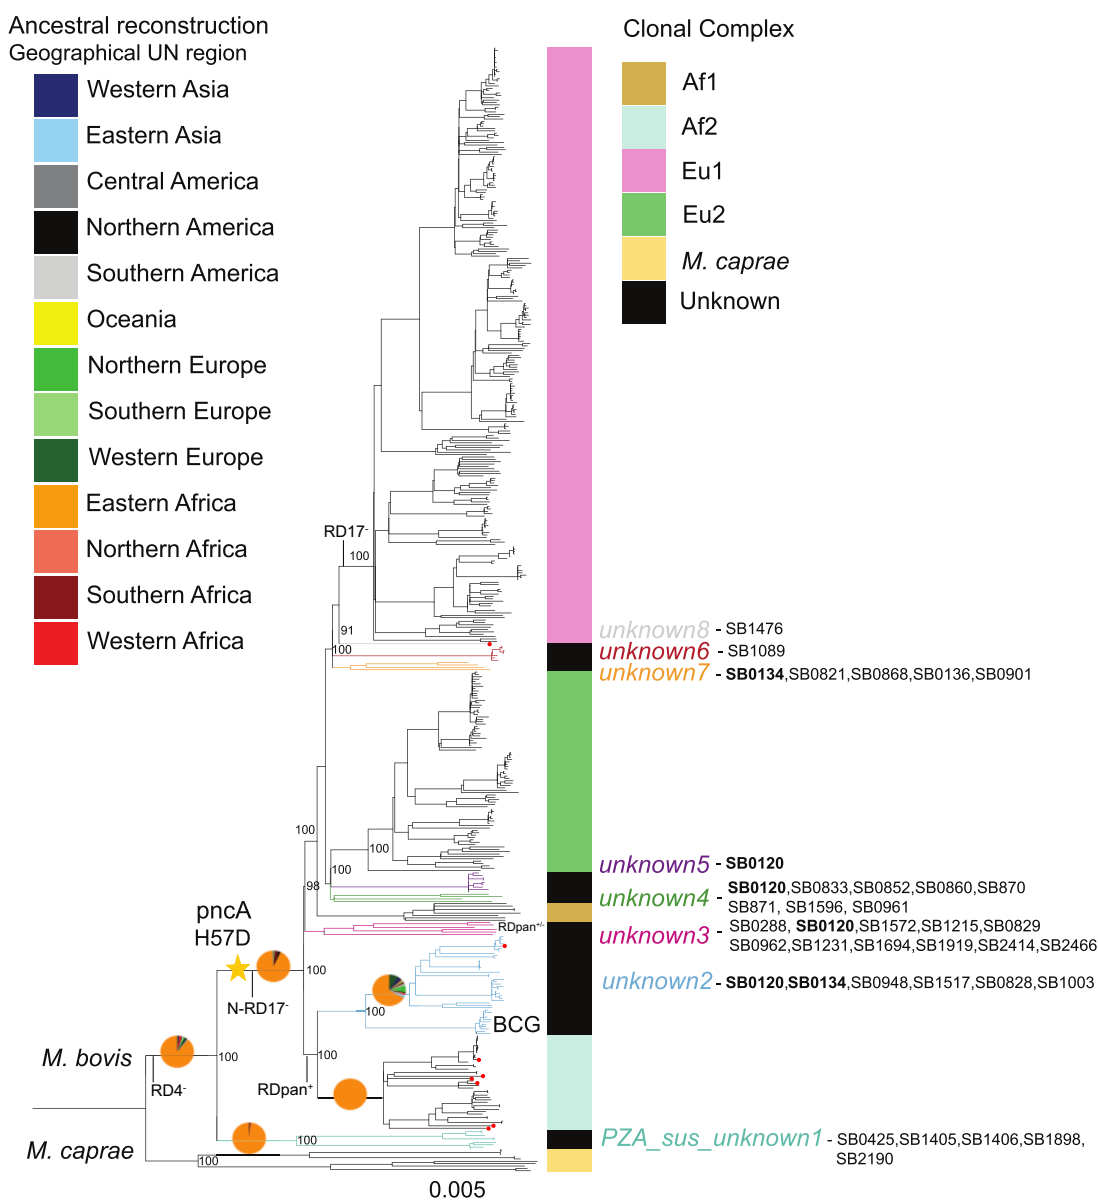 Ancestral reconstruction
Geographical UN region
Western Asia
Eastern Asia
Central America
Northern America
Southern America
Oceania
Northern Europe
Southern Europe
Western Europe
Eastern Africa
Northern Africa
Southern Africa
Western Africa
Clonal Complex
Af1
Af2
Eu1
Eu2
M. caprae
Unknown
RD17-
100
91
100
unknown8 - SB1476
unknown6 - SB1089
unknown7 - SB0134,SB0821,SB0868,SB0136,SB0901
100
100
100
98
unknown5 - SB0120
unknown4 - SB0120,SB0833,SB0852,SB0860,SB870
SB871, SB1596, SB0961
RDpan+/-
unknown3 - SB0288, SB0120,SB1572,SB1215,SB0829
SB0962,SB1231,SB1694,SB1919,SB2414,SB2466
pncA
H57D
N-RD17-
100
unknown2 - SB0120,SB0134,SB0948,SB1517,SB0828,SB1003
100
BCG
M. bovis
RD4-
100
100
RDpan+
M. caprae
100
100
PZA_sus_unknown1 - SB0425,SB1405,SB1406,SB1898,
SB2190
0.005